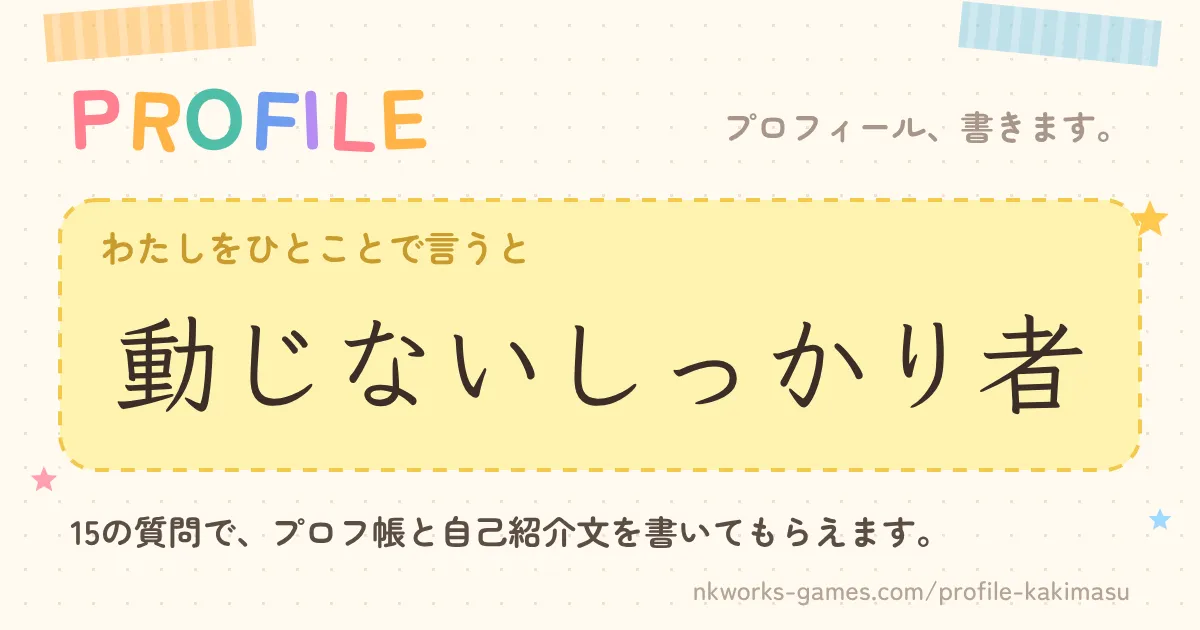 PROFILE
プロフィール、書きます。
わたしをひとことで言うと
動じないしっかり者
15の質問で、プロフ帳と自己紹介文を書いてもらえます。
nkworks-games.com/profile-kakimasu